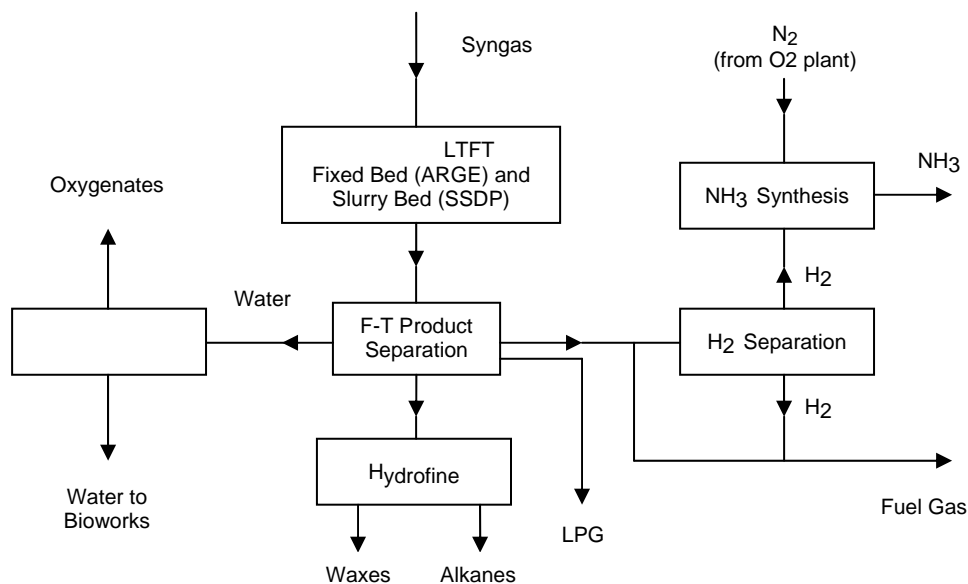 Syngas
N2
(from O2 plant)
LTFT
Fixed Bed (ARGE) and
Slurry Bed (SSDP)
NH3
Oxygenates
NH3 Synthesis
H2
Water
F-T Product
Separation
H2 Separation
H2
Hydrofine
Water to
Bioworks
Fuel Gas
LPG
Waxes
Alkanes